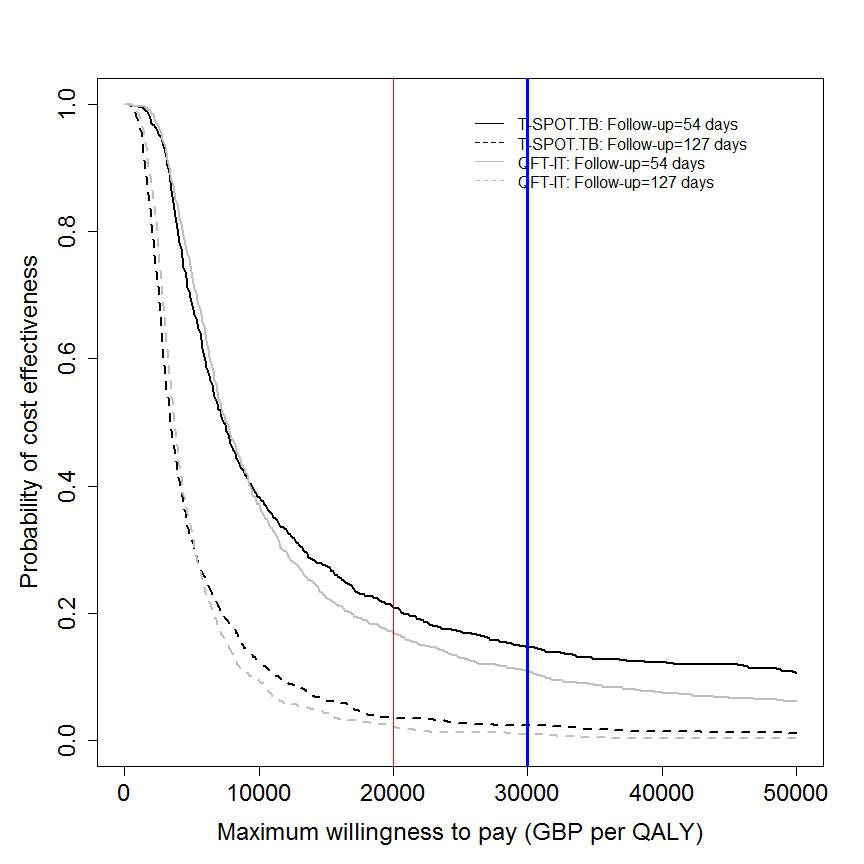 T-SPOT.TB: Follow-up=54 days
T-SPOT.TB: Follow-up=127 days
QFT-IT: Follow-up=54 days
QFT-IT: Follow-up=127 days
Probability of cost effectiveness
1.0
0.8
0.6
0.4
0.2
0.0
0 10000 20000 30000 40000 50000
Maximum willingness to pay (GBP per QALY)